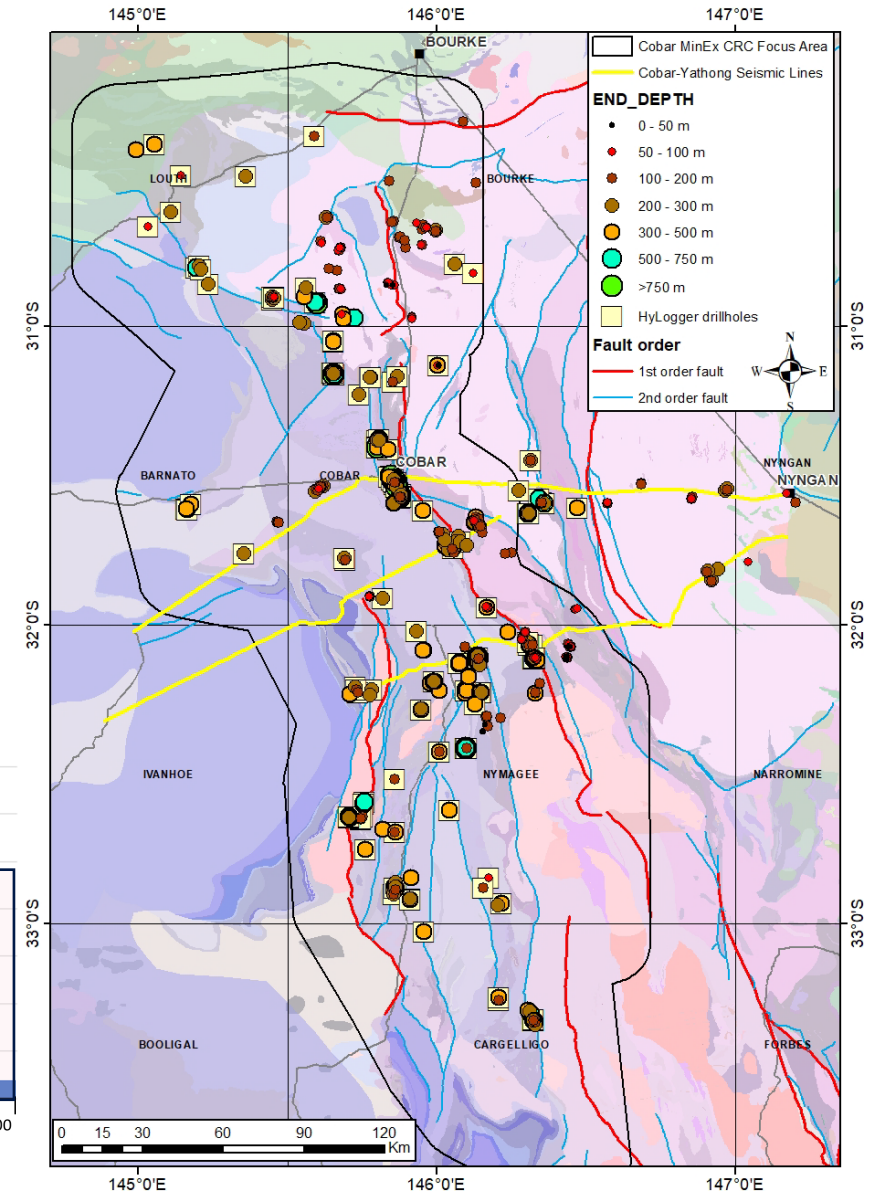 145°0'E 146°0'E 147°0'E
BOURKE
Cobar MinEx CRC Focus Area
Cobar-Yathong Seismic Lines
END_DEPTH
0 - 50 m
50 - 100 m
100 - 200 m
200 - 300 m
300 - 500 m
500 - 750 m
>750 m
HyLogger drillholes
Fault order
1st order fault
2nd order fault
N
W E
S
LOUTH BOURKE
31°0'S 31°0'S
BARNATO COBAR COBAR NYNGAN
NYNGAN
32°0'S 32°0'S
IVANHOE NYMAGEE NARROMINE
33°0'S 33°0'S
BOOLIGAL CARGELLIGO FORBES
00
0 15 30 60 90 120
Km
145°0'E 146°0'E 147°0'E